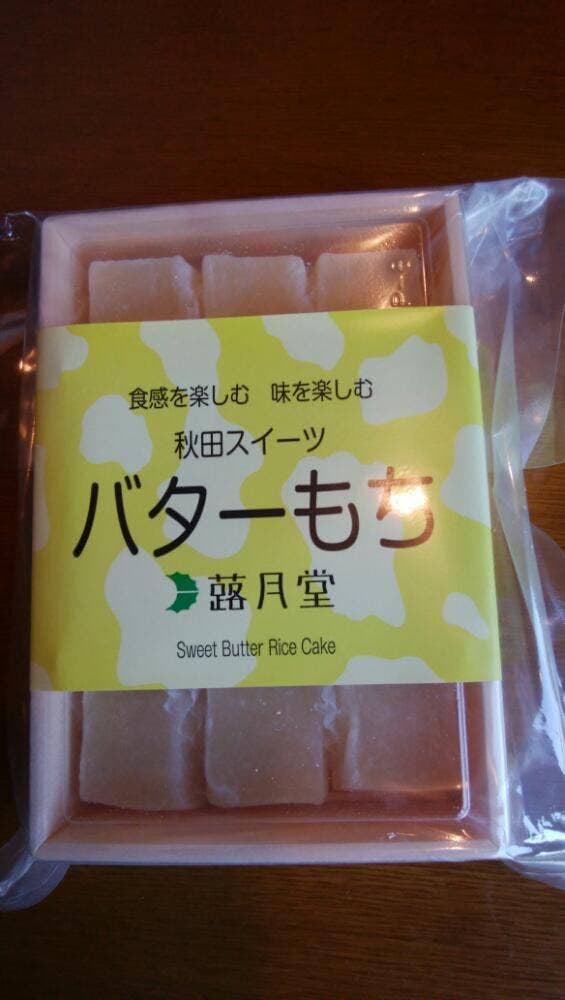 食感を楽しむ 味を楽しむ
秋田スイーツ
バターもち
蕗月堂
Sweet Butter Rice Cake